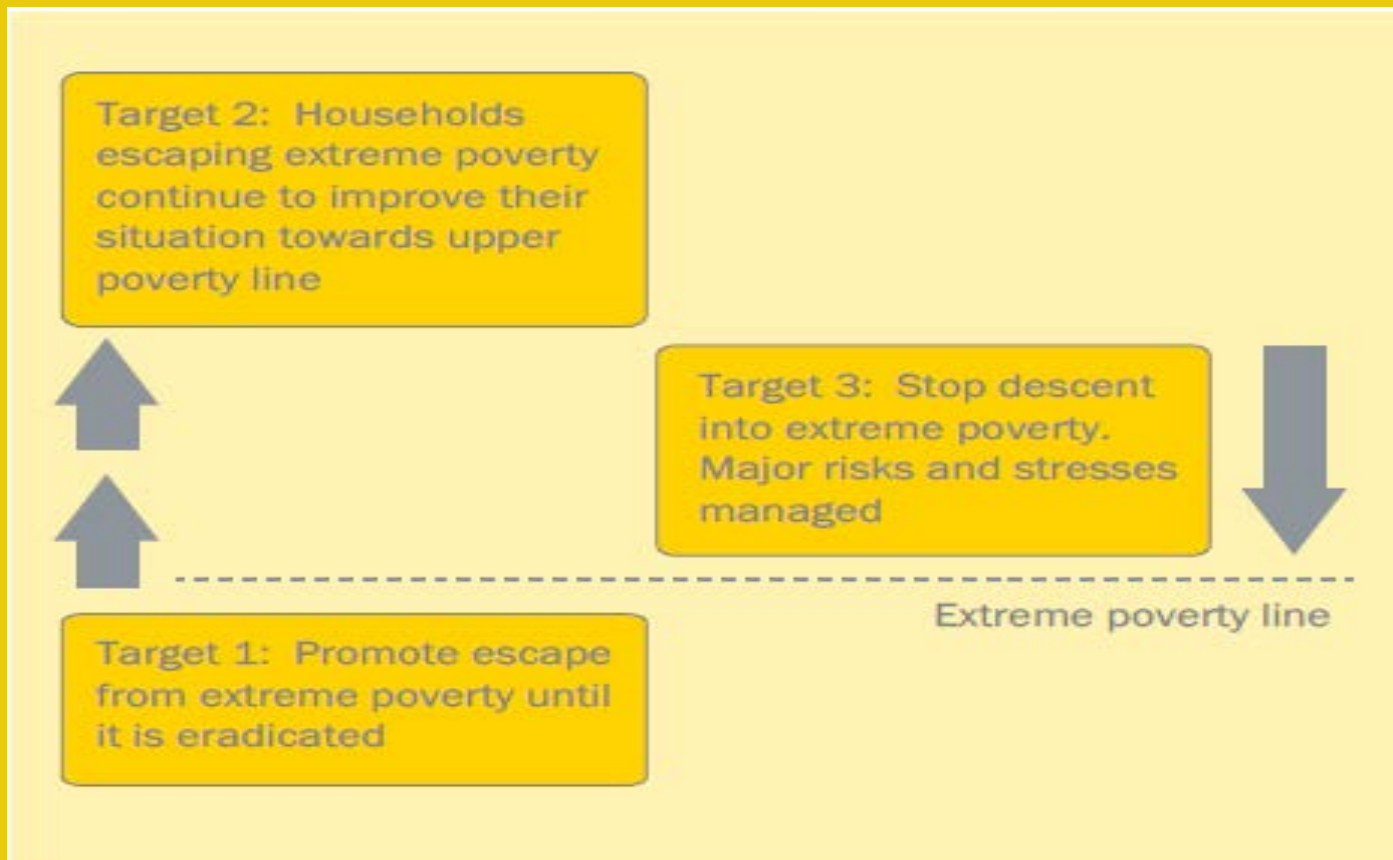 Target 2:  Households
escaping extreme poverty
continue to improve their
situation towards upper
poverty line
Target 3:  Stop descent
into extreme poverty.
Major risks and stresses
managed
Extreme poverty line
Target 1:  Promote escape
from extreme poverty until
it is eradicated